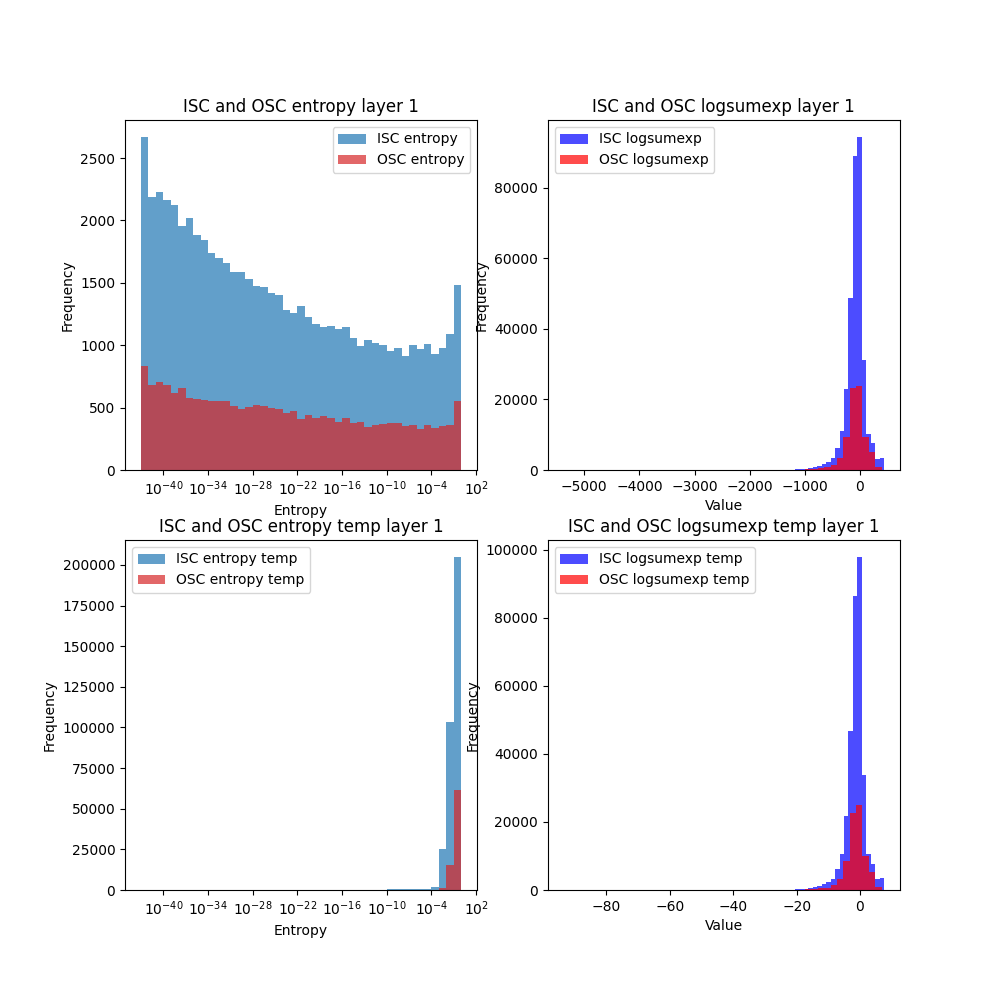 ISC and OSC entropy layer 1
ISC entropy
OSC entropy
Frequency
2500
2000
1500
1000
500
0
10⁻⁴⁰ 10⁻³⁴ 10⁻²⁸ 10⁻²² 10⁻¹⁶ 10⁻¹⁰ 10⁻⁴ 10²
Entropy
ISC and OSC logsumexp layer 1
ISC logsumexp
OSC logsumexp
Frequency
80000
60000
40000
20000
0
−5000 −4000 −3000 −2000 −1000 0
Value
ISC and OSC entropy temp layer 1
ISC entropy temp
OSC entropy temp
Frequency
200000
175000
150000
125000
100000
75000
50000
25000
0
10⁻⁴⁰ 10⁻³⁴ 10⁻²⁸ 10⁻²² 10⁻¹⁶ 10⁻¹⁰ 10⁻⁴ 10²
Entropy
ISC and OSC logsumexp temp layer 1
ISC logsumexp temp
OSC logsumexp temp
Frequency
100000
80000
60000
40000
20000
0
−80 −60 −40 −20 0
Value